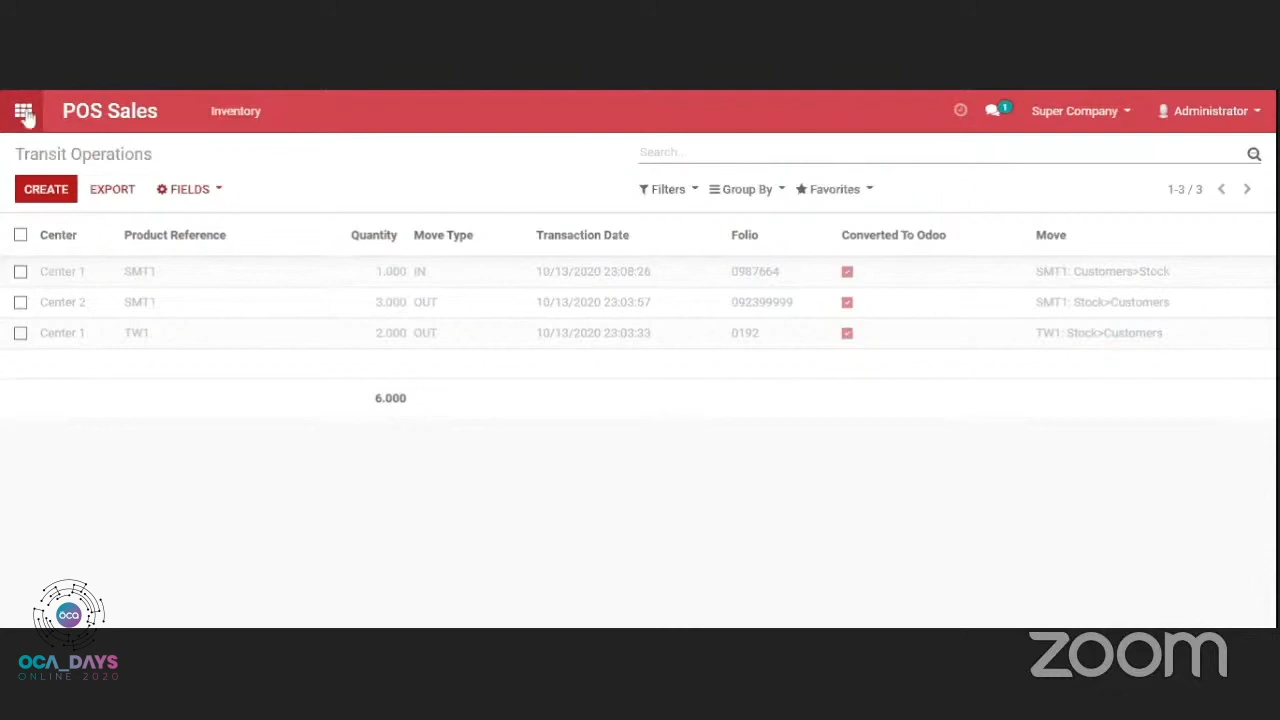 POS Sales Inventory 1 Super Company Administrator
Transit Operations Search...
CREATE EXPORT FIELDS Filters Group By Favorites 1-3 / 3
Center Product Reference Quantity Move Type Transaction Date Folio Converted To Odoo Move
Center 1 SMT1 1.000 IN 10/13/2020 23:08:26 0987664 SMT1: Customers>Stock
Center 2 SMT1 3.000 OUT 10/13/2020 23:03:57 092399999 SMT1: Stock>Customers
Center 1 TW1 2.000 OUT 10/13/2020 23:03:33 0192 TW1: Stock>Customers
6.000
oca
OCA_DAYS
ONLINE 2020
zoom